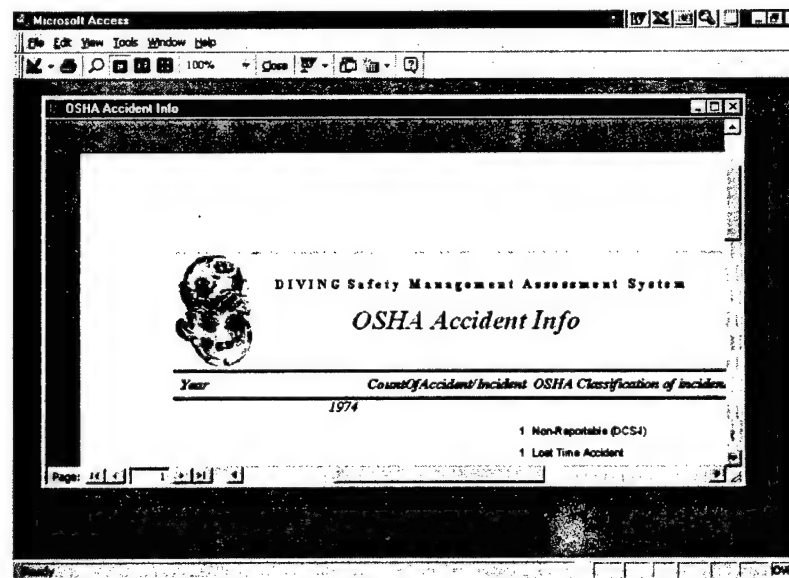 Microsoft Access
File Edit View Tools Window Help
100% Close
OSHA Accident Info
DIVING Safety Management Assessment System
OSHA Accident Info
Year CountOfAccident/Incident OSHA Classification of inciden
1974
1 Non-Reportable (DCS-I)
1 Lost Time Accident
Page: 1
Ready OVR